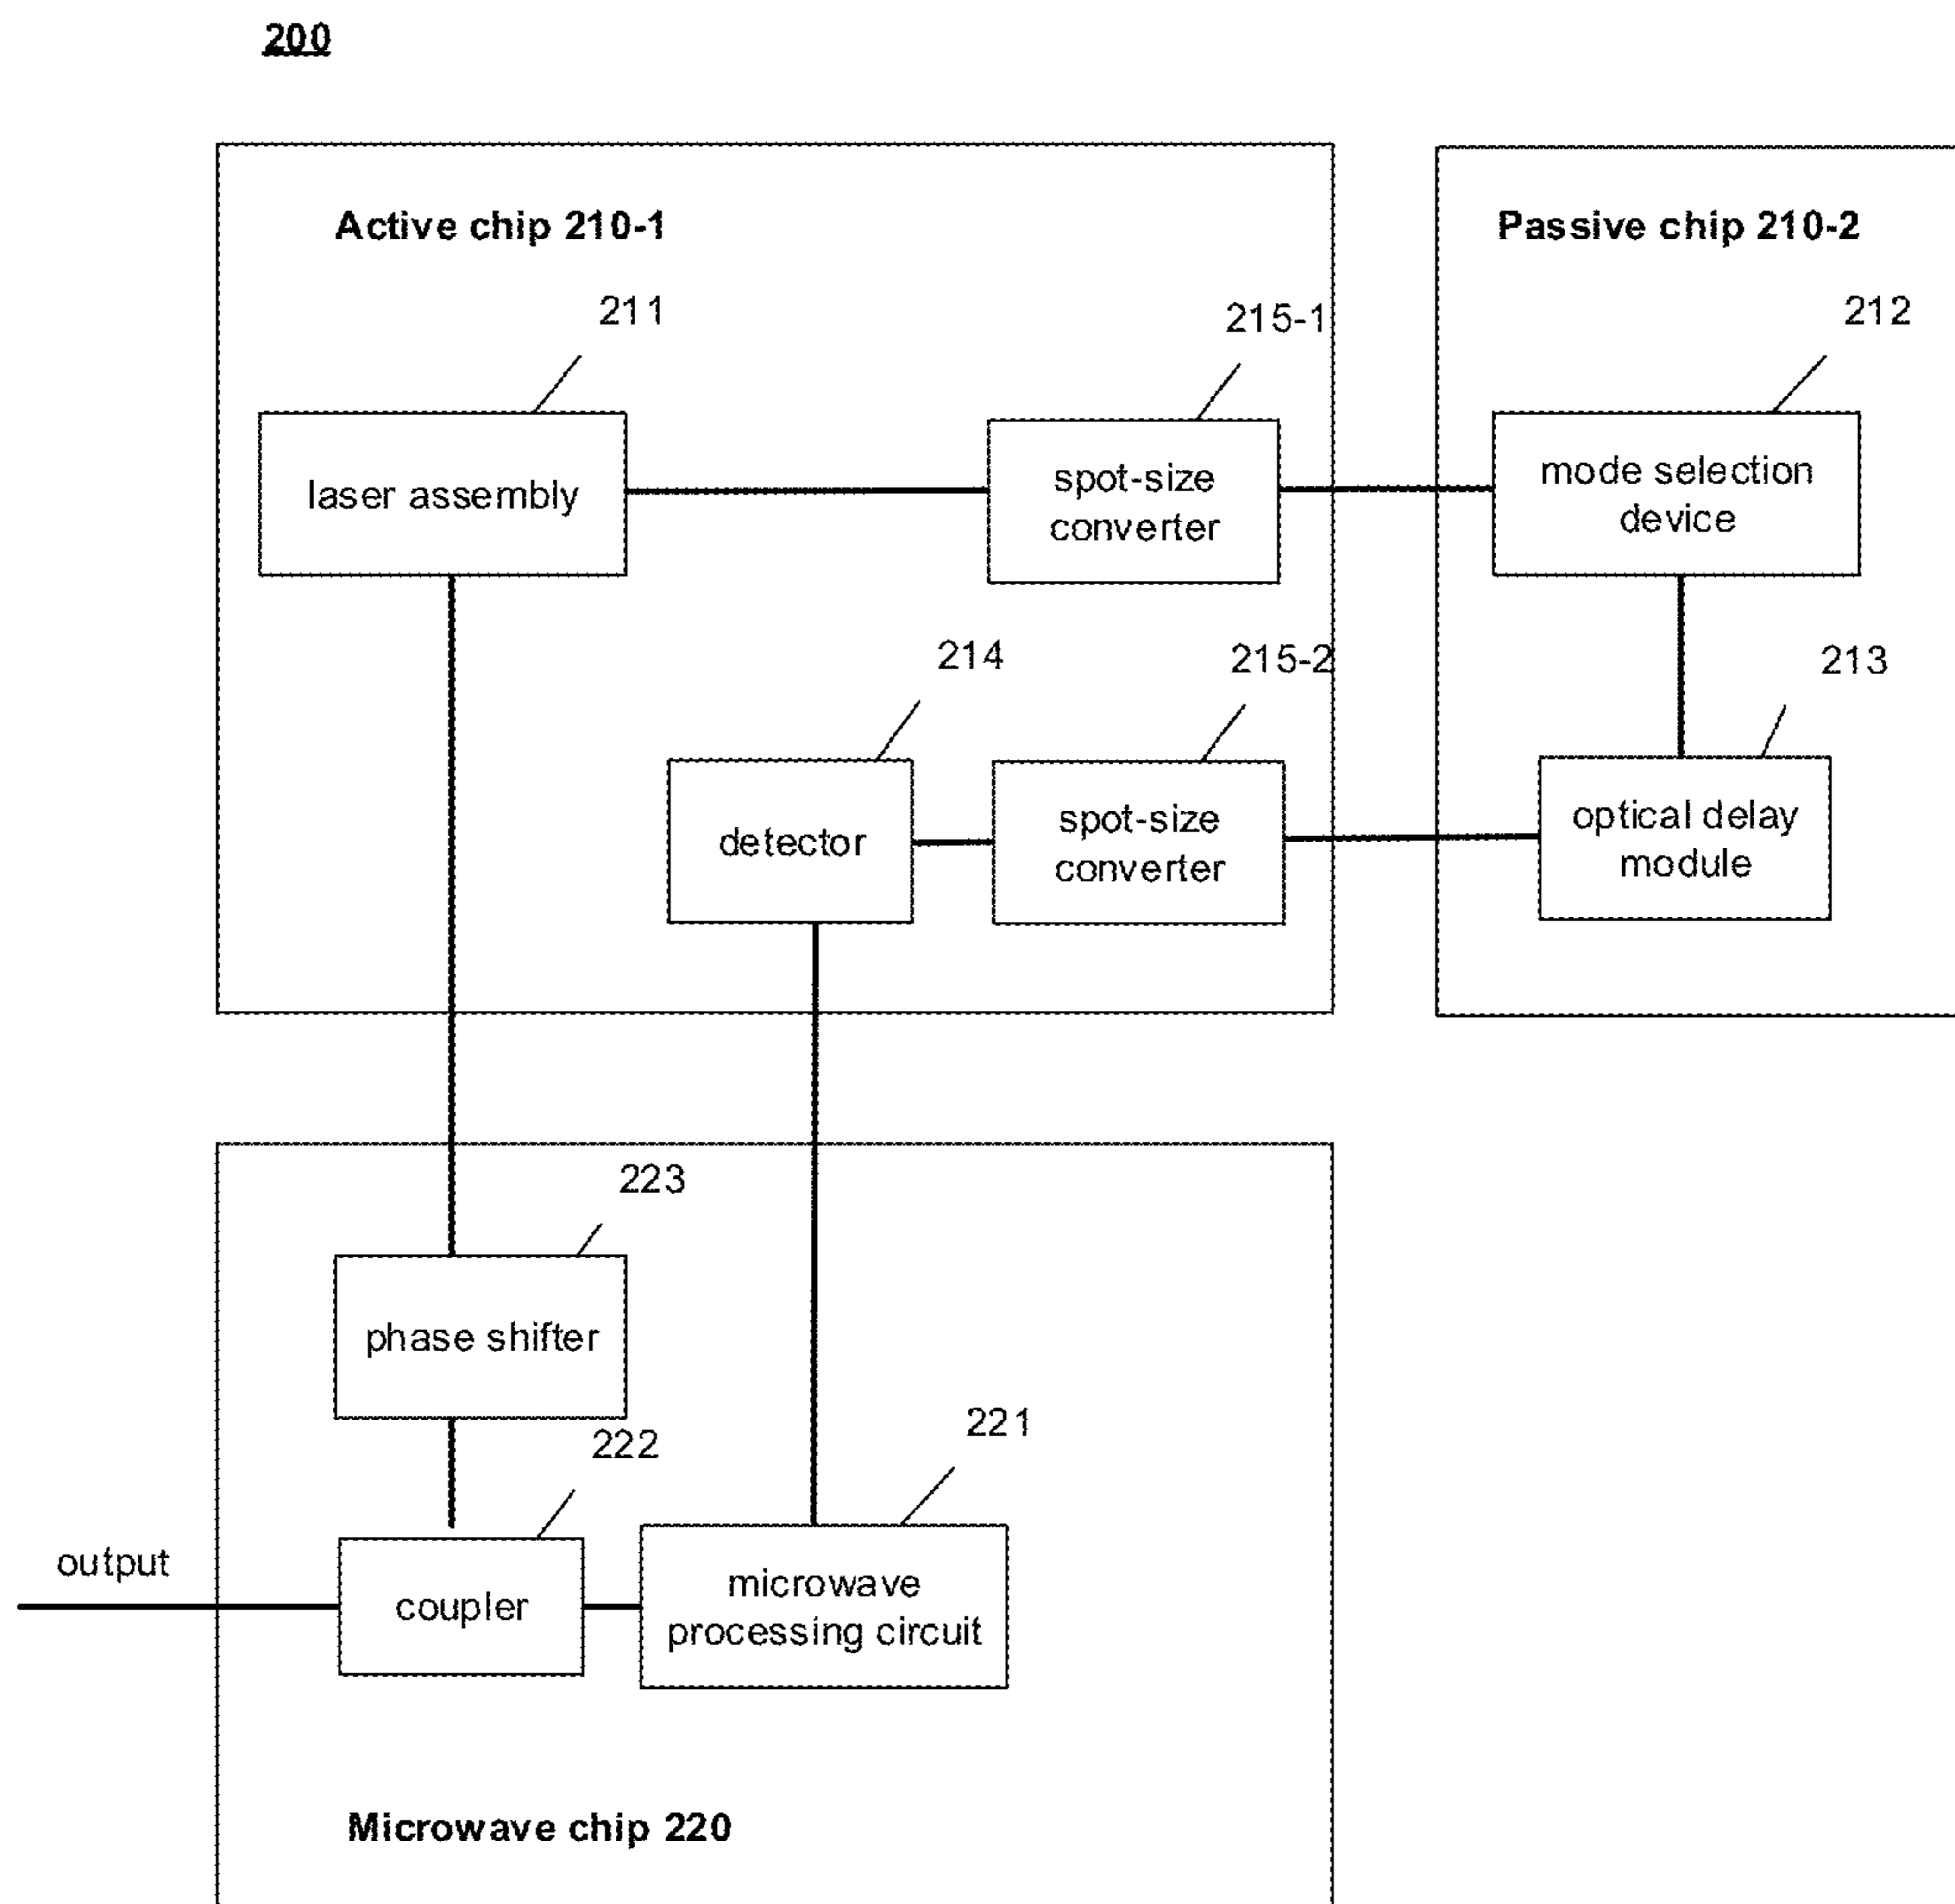 200
Active chip 210-1
Passive chip 210-2
211
215-1
212
laser assembly
spot-size
converter
mode selection
device
214
215-2
213
detector
spot-size
converter
optical delay
module
223
phase shifter
222
221
output
coupler
microwave
processing circuit
Microwave chip 220